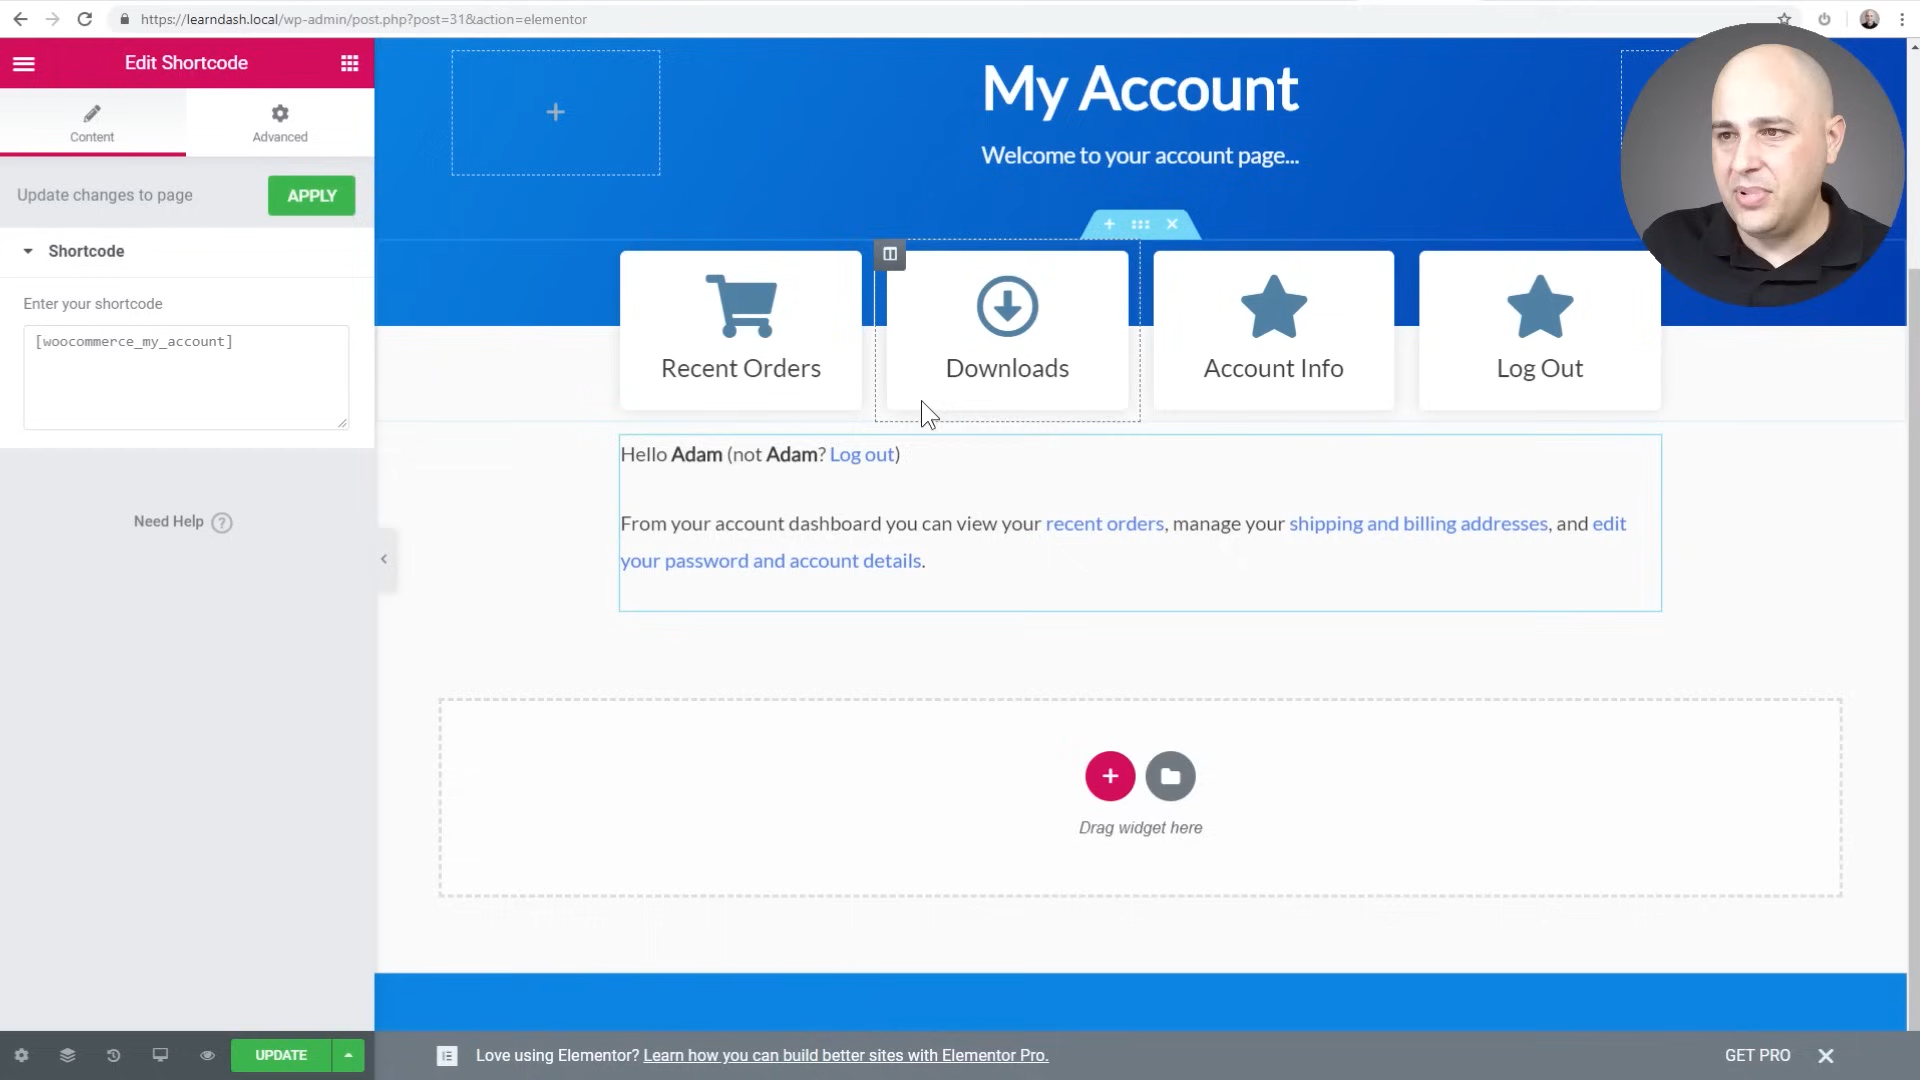 https://learndash.local/wp-admin/post.php?post=31&action=elementor
Edit Shortcode
Content
Advanced
Update changes to page
APPLY
Shortcode
Enter your shortcode
[woocommerce_my_account]
Need Help ?
My Account
Welcome to your account page...
Recent Orders
Downloads
Account Info
Log Out
Hello Adam (not Adam? Log out)
From your account dashboard you can view your recent orders, manage your shipping and billing addresses, and edit
your password and account details.
Drag widget here
UPDATE
Love using Elementor? Learn how you can build better sites with Elementor Pro.
GET PRO